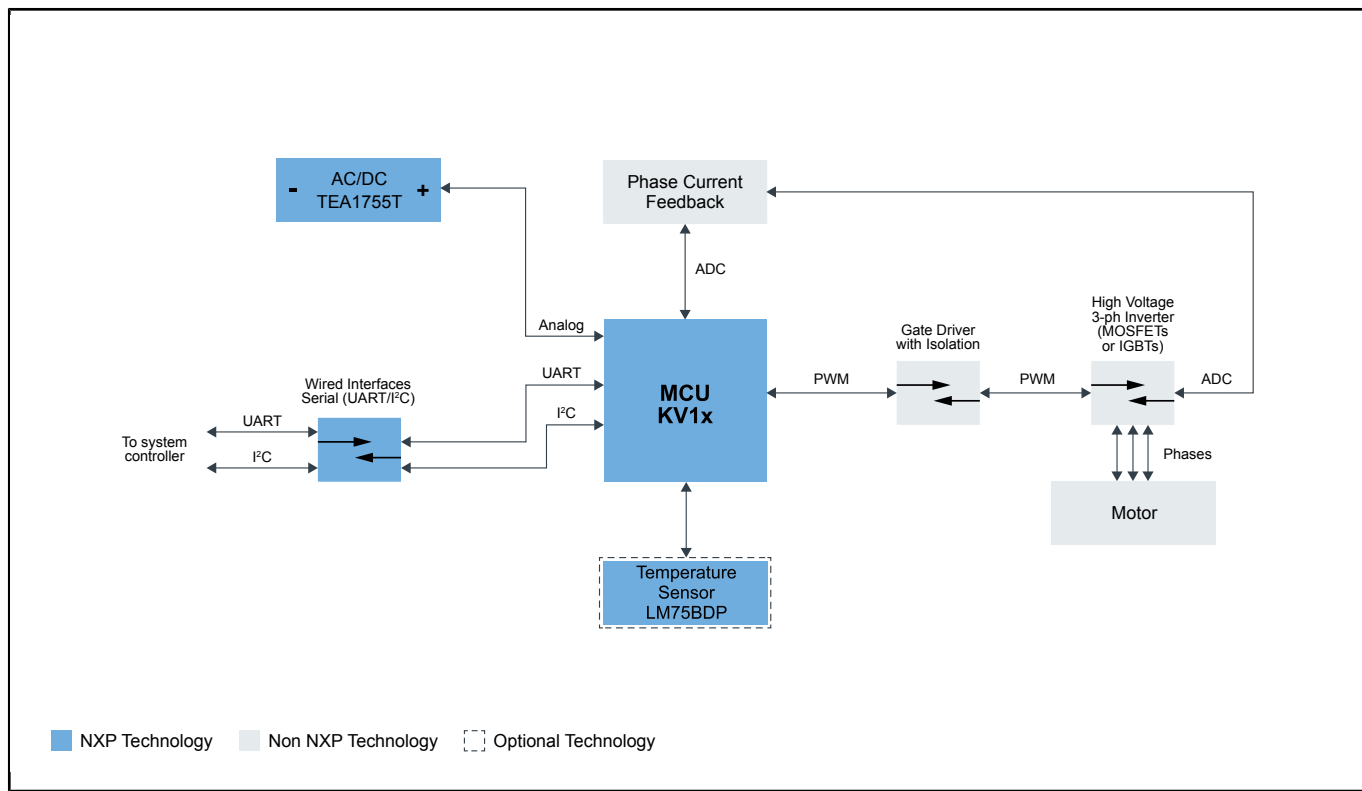 AC/DC
- +
TEA1755T
Phase Current
Feedback
ADC
Analog
UART
I²C
MCU
KV1x
Wired Interfaces
Serial (UART/I²C)
UART
I²C
To system
controller
PWM
Gate Driver
with Isolation
PWM
High Voltage
3-ph Inverter
(MOSFETs
or IGBTs)
ADC
Phases
Motor
Temperature
Sensor
LM75BDP
NXP Technology
Non NXP Technology
Optional Technology